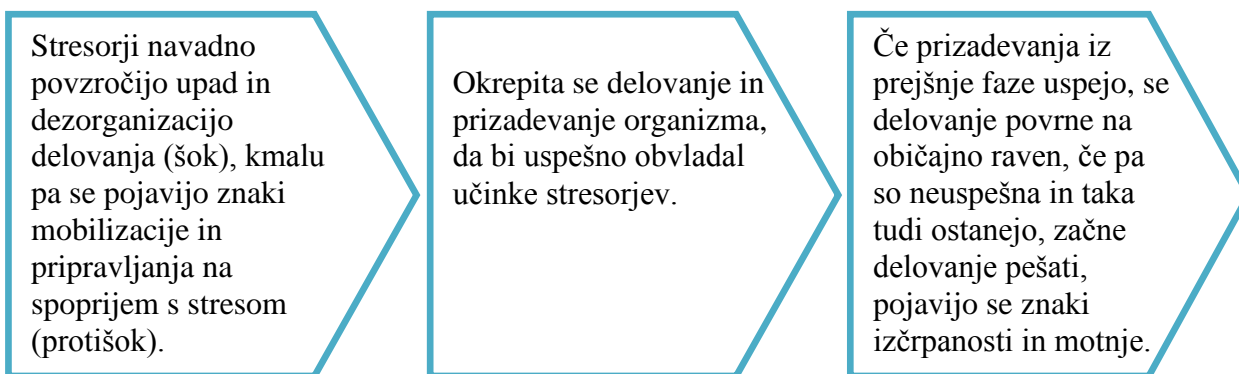 Stresorji navadno
povzročijo upad in
dezorganizacijo
delovanja (šok), kmalu
pa se pojavijo znaki
mobilizacije in
pripravljanja na
spoprijem s stresom
(protišok).
Okrepita se delovanje in
prizadevanje organizma,
da bi uspešno obvladal
učinke stresorjev.
Če prizadevanja iz
prejšnje faze uspejo, se
delovanje povrne na
običajno raven, če pa
so neuspešna in taka
tudi ostanejo, začne
delovanje pešati,
pojavijo se znaki
izčrpanosti in motnje.